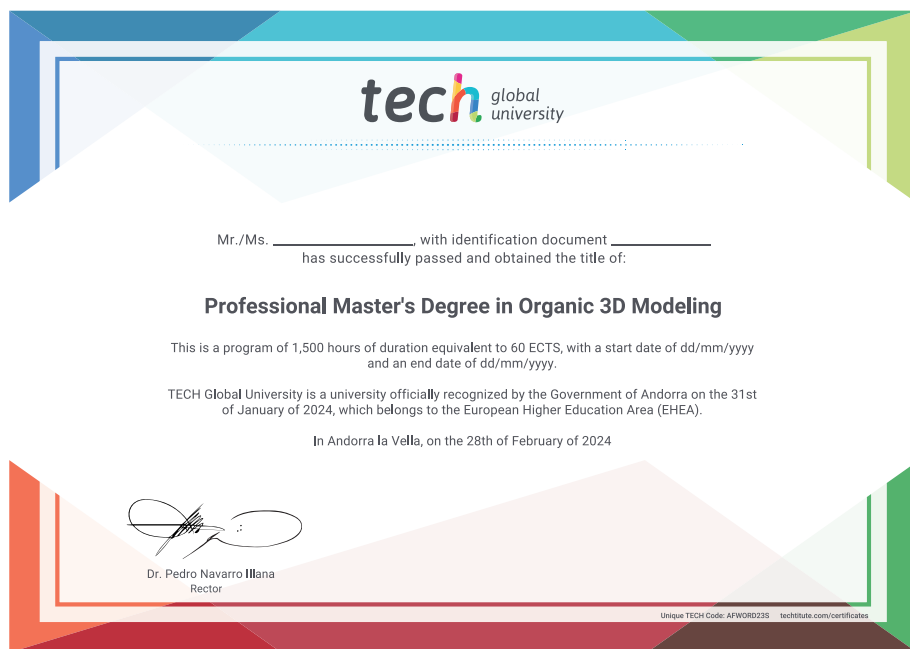 tech global university
Mr./Ms. ____________________, with identification document ______________
has successfully passed and obtained the title of:
Professional Master's Degree in Organic 3D Modeling
This is a program of 1,500 hours of duration equivalent to 60 ECTS, with a start date of dd/mm/yyyy
and an end date of dd/mm/yyyy.
TECH Global University is a university officially recognized by the Government of Andorra on the 31st
of January of 2024, which belongs to the European Higher Education Area (EHEA).
In Andorra la Vella, on the 28th of February of 2024
Dr. Pedro Navarro Illana
Rector
Unique TECH Code: AFWORD23S techtitute.com/certificates